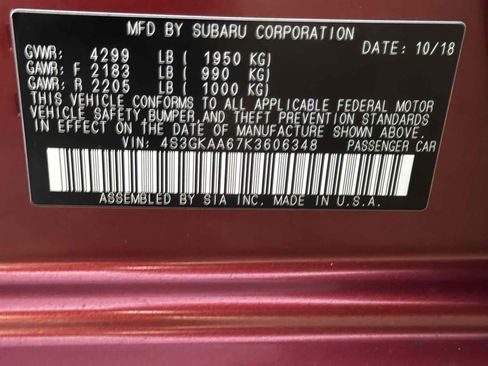 MFD BY SUBARU CORPORATION
GVWR: 4299 LB ( 1950 KG) DATE: 10/18
GAWR: F 2183 LB ( 990 KG)
GAWR: R 2205 LB ( 1000 KG)
THIS VEHICLE CONFORMS TO ALL APPLICABLE FEDERAL MOTOR
VEHICLE SAFETY,BUMPER,AND THEFT PREVENTION STANDARDS
IN EFFECT ON THE DATE OF MANUFACTURE SHOWN ABOVE.
VIN: 4S3GKAA67K3606348 PASSENGER CAR
ASSEMBLED BY SIA INC. MADE IN U.S.A.